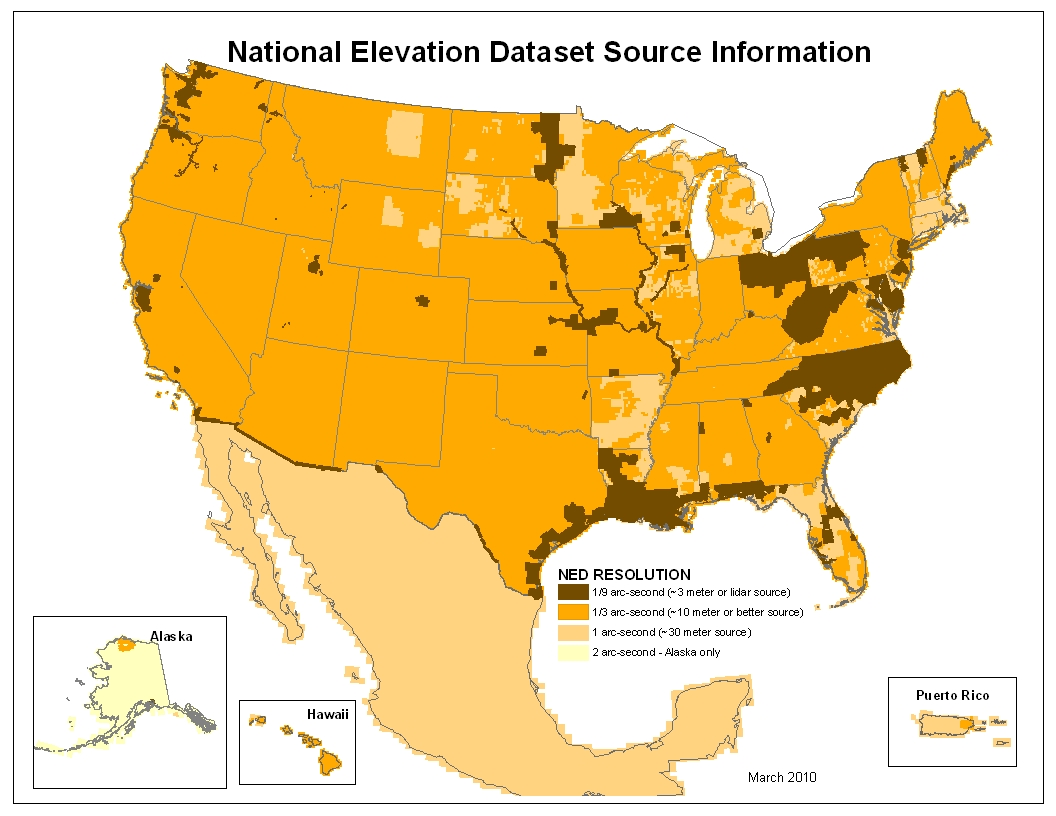 National Elevation Dataset Source Information
NED RESOLUTION
1/9 arc-second (~3 meter or lidar source)
1/3 arc-second (~10 meter or better source)
1 arc-second (~30 meter source)
2 arc-second - Alaska only
Alaska
Hawaii
Puerto Rico
March 2010